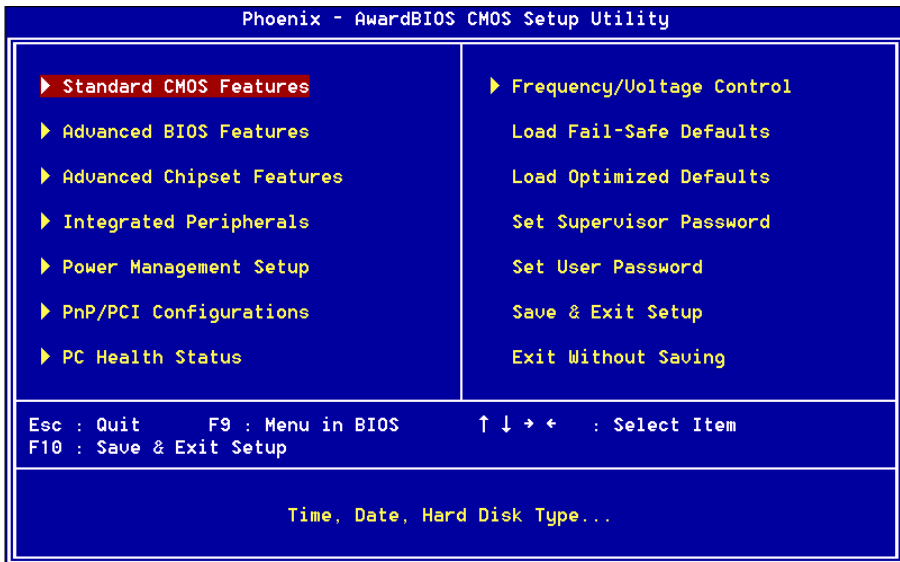 Phoenix - AwardBIOS CMOS Setup Utility
Standard CMOS Features
Advanced BIOS Features
Advanced Chipset Features
Integrated Peripherals
Power Management Setup
PnP/PCI Configurations
PC Health Status
Frequency/Voltage Control
Load Fail-Safe Defaults
Load Optimized Defaults
Set Supervisor Password
Set User Password
Save & Exit Setup
Exit Without Saving
Esc : Quit F9 : Menu in BIOS ↑ ↓ → ← : Select Item
F10 : Save & Exit Setup
Time, Date, Hard Disk Type...